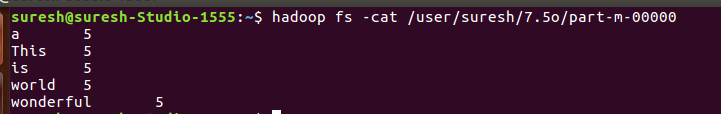 suresh@suresh-Studio-1555:~$ hadoop fs -cat /user/suresh/7.5o/part-m-00000
a 5
This 5
is 5
world 5
wonderful 5